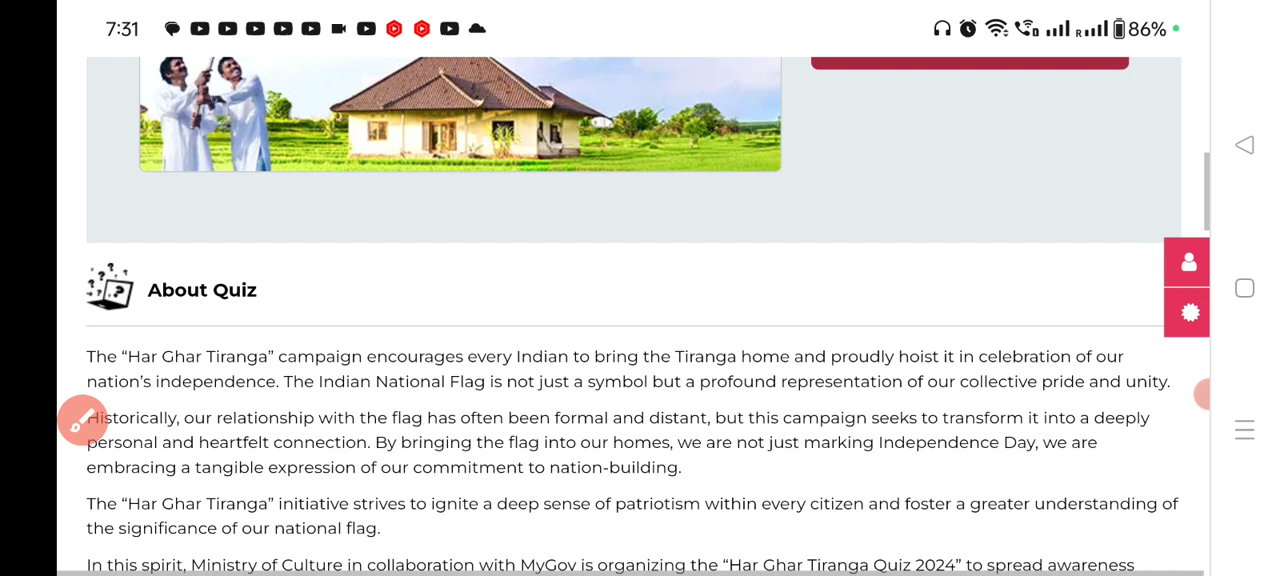 7:31
R
86%
About Quiz
The “Har Ghar Tiranga” campaign encourages every Indian to bring the Tiranga home and proudly hoist it in celebration of our
nation’s independence. The Indian National Flag is not just a symbol but a profound representation of our collective pride and unity.
Historically, our relationship with the flag has often been formal and distant, but this campaign seeks to transform it into a deeply
personal and heartfelt connection. By bringing the flag into our homes, we are not just marking Independence Day, we are
embracing a tangible expression of our commitment to nation-building.
The “Har Ghar Tiranga” initiative strives to ignite a deep sense of patriotism within every citizen and foster a greater understanding of
the significance of our national flag.
In this spirit, Ministry of Culture in collaboration with MyGov is organizing the “Har Ghar Tiranga Quiz 2024” to spread awareness